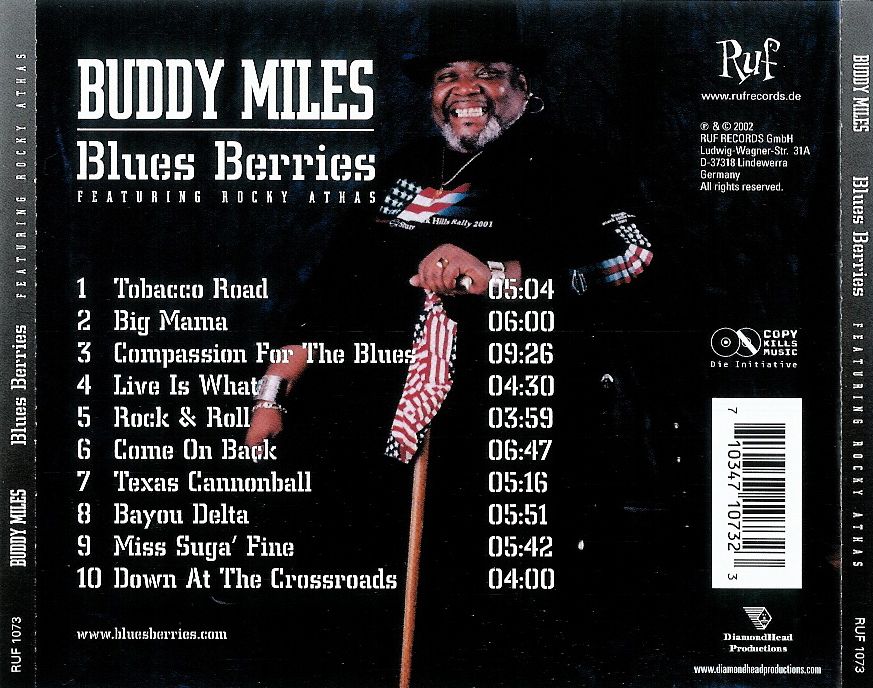 BUDDY MILES
Blues Berries
FEATURING ROCKY ATHAS
1 Tobacco Road 05:04
2 Big Mama 06:00
3 Compassion For The Blues 09:26
4 Live Is What 04:30
5 Rock & Roll 03:59
6 Come On Back 06:47
7 Texas Cannonball 05:16
8 Bayou Delta 05:51
9 Miss Suga' Fine 05:42
10 Down At The Crossroads 04:00
www.bluesberries.com
Hills Rally 2001
Ruf
www.rufrecords.de
℗ & © 2002
RUF RECORDS GmbH
Ludwig-Wagner-Str. 31A
D-37318 Lindewerra
Germany
All rights reserved.
COPY
KILLS
MUSIC
Die Initiative
7 10347 10732 3
DiamondHead
Productions
www.diamondheadproductions.com
RUF 1073 BUDDY MILES Blues Berries FEATURING ROCKY ATHAS
BUDDY MILES Blues Berries FEATURING ROCKY ATHAS RUF 1073